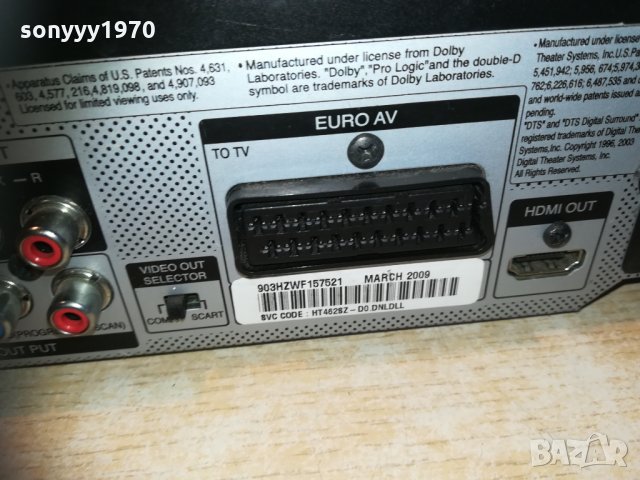 sonyyy1970
• Apparatus Claims of U.S. Patents Nos. 4,631,
603, 4,577, 216,4,819,098, and 4,907,093
Licensed for limited viewing uses only.
• Manufactured under license from Dolby
Laboratories. "Dolby", "Pro Logic" and the double-D
symbol are trademarks of Dolby Laboratories.
• Manufactured under license
Theater Systems, Inc. U.S. Pat
5,451,942; 5,956, 674; 5,974,3
762; 6,226,616; 6,487,535 and
and world-wide patents issued a
pending.
"DTS" and "DTS Digital Surround"
registered trademarks of Digital The
Systems, Inc. Copyright 1996, 2003
Digital Theater Systems, Inc.
All Rights Reserved.
EURO AV
TO TV
R
VIDEO OUT
SELECTOR
SCART
HDMI OUT
903HZWF157521 MARCH 2009
SVC CODE : HT462SZ-D0.DNLDLL
SCAN)
OUT PUT
BAZAR